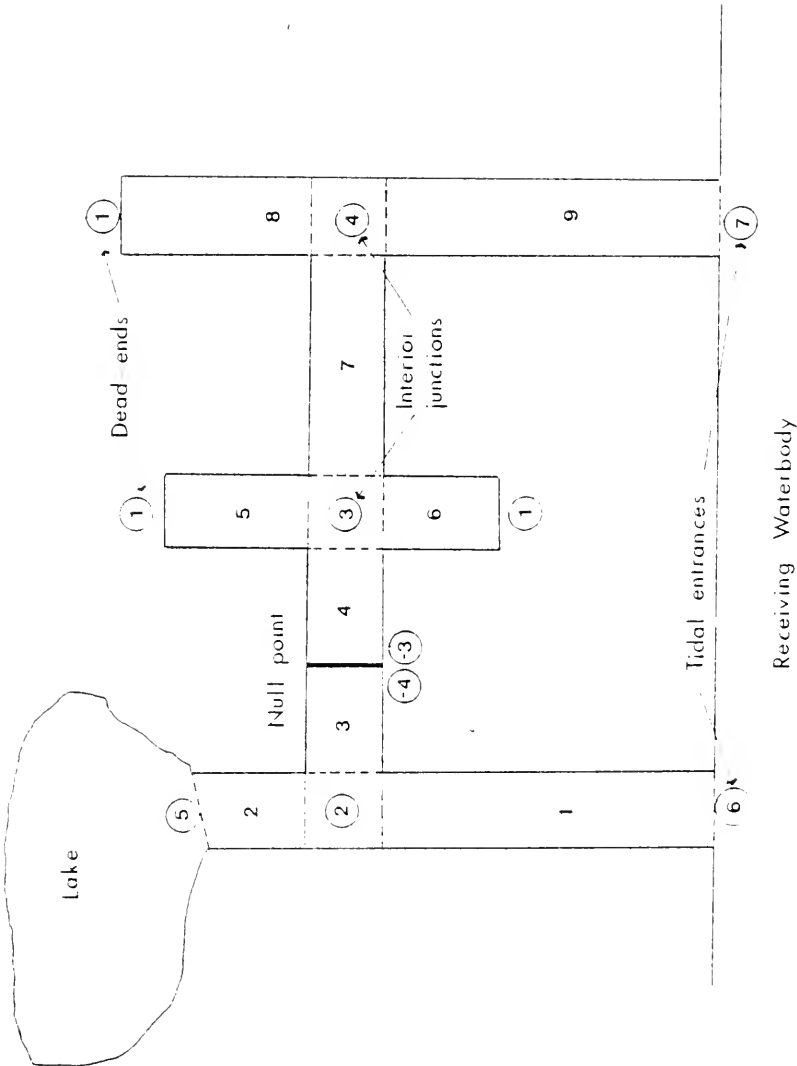 Lake
Dead ends
1
1
5
2
5
8
Null point
2
3
4
3
7
4
-4
-3
6
1
Interior
junctions
1
9
Tidal entrances
6
7
Receiving Waterbody